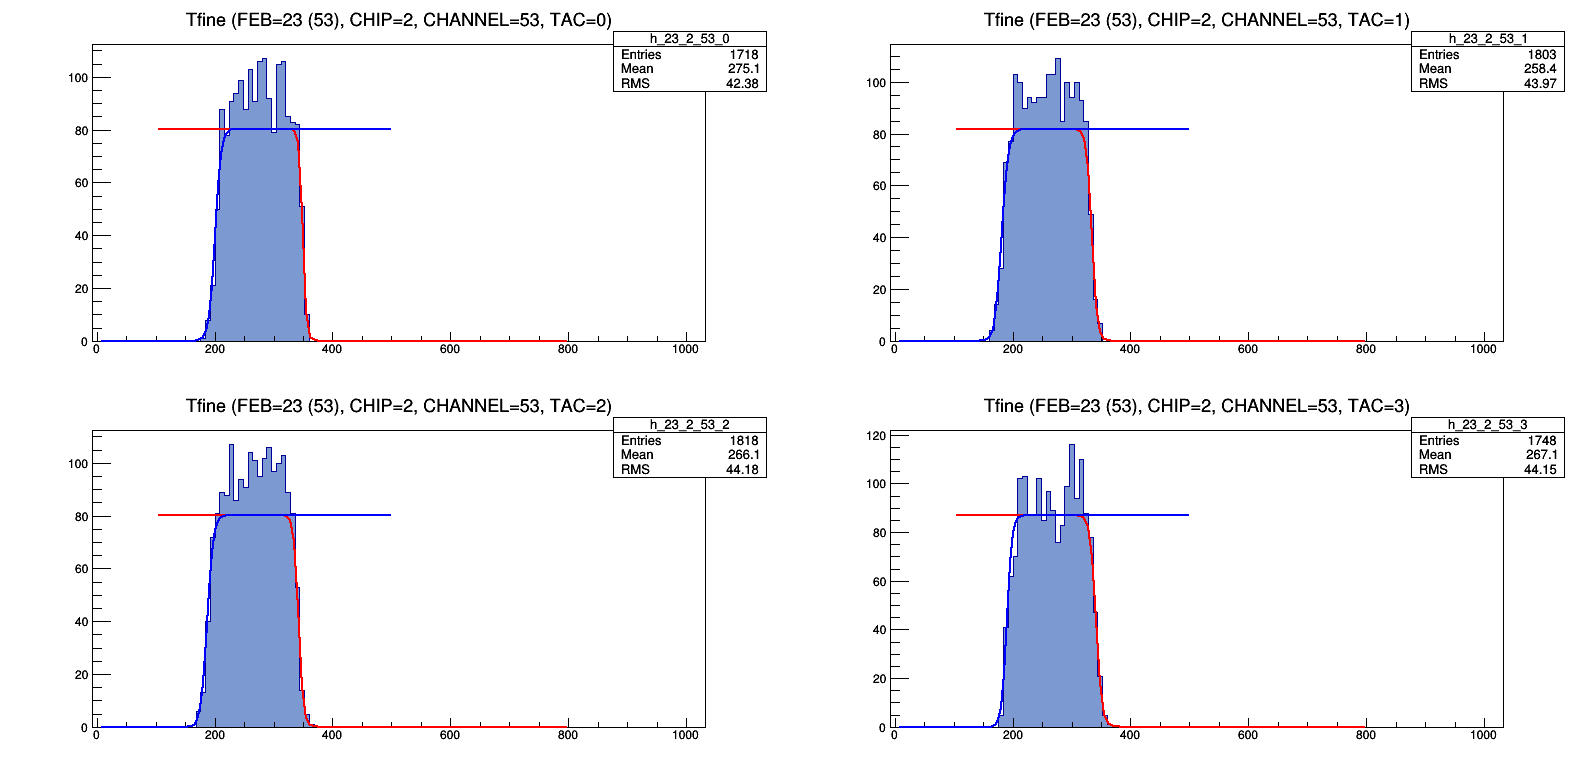 Tfine (FEB=23 (53), CHIP=2, CHANNEL=53, TAC=0)
h_23_2_53_0
Entries 1718
Mean 275.1
RMS 42.38
100
80
60
40
20
0
0 200 400 600 800 1000
Tfine (FEB=23 (53), CHIP=2, CHANNEL=53, TAC=1)
h_23_2_53_1
Entries 1803
Mean 258.4
RMS 43.97
100
80
60
40
20
0
0 200 400 600 800 1000
Tfine (FEB=23 (53), CHIP=2, CHANNEL=53, TAC=2)
h_23_2_53_2
Entries 1818
Mean 266.1
RMS 44.18
100
80
60
40
20
0
0 200 400 600 800 1000
Tfine (FEB=23 (53), CHIP=2, CHANNEL=53, TAC=3)
h_23_2_53_3
Entries 1748
Mean 267.1
RMS 44.15
120
100
80
60
40
20
0
0 200 400 600 800 1000